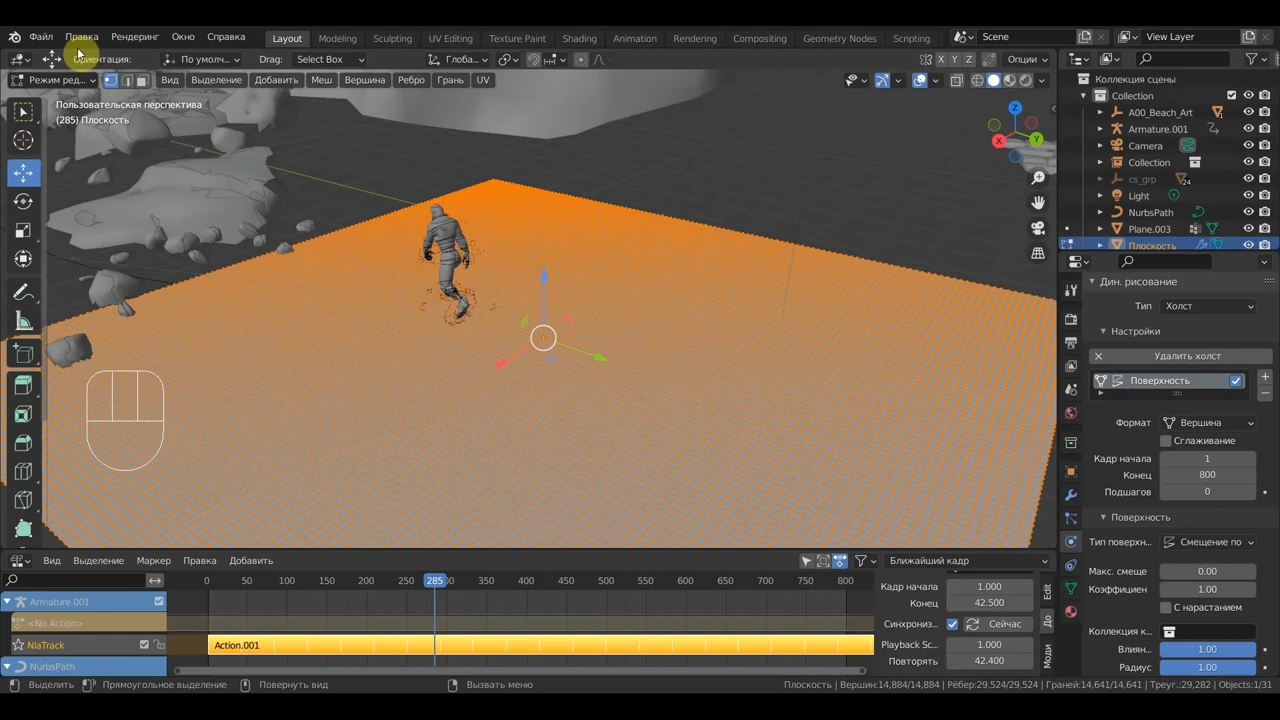 Файл Правка Рендеринг Окно Справка Layout Modeling Sculpting UV Editing Texture Paint Shading Animation Rendering Compositing Geometry Nodes Scripting Scene View Layer
Ориентация: По умолч... Drag: Select Box Глоба... X Y Z Опции
Режим ред... Вид Выделение Добавить Меш Вершина Ребро Грань UV
Пользовательская перспектива
(285) Плоскость
Z
Y
X
Коллекция сцены
Collection
A00_Beach_Art 1
Armature.001
Camera
Collection
cs_grp 24
Light
NurbsPath
Plane.003
Плоскость
Дин. рисование
Тип Холст
Настройки
Удалить холст
Поверхность
Формат Вершина
Сглаживание
Кадр начала 1
Конец 800
Подшагов 0
Поверхность
Тип поверхн... Смещение по
Макс. смеще 0.00
Коэффициен 1.00
С нарастанием
Коллекция к...
Влиян... 1.00
Радиус 1.00
Вид Выделение Маркер Правка Добавить Ближайший кадр
0 50 100 150 200 250 285 300 350 400 450 500 550 600 650 700 750 800
Armature.001
<No Action>
NlaTrack Action.001
NurbsPath
Кадр начала 1.000
Конец 42.500
Синхрониз... Сейчас
Playback Sc... 1.000
Повторять 42.400
Edit
До
Моди
Выделить Прямоугольное выделение Повернуть вид Вызвать меню Плоскость | Вершин:14,884/14,884 | Рёбер:29,524/29,524 | Граней:14,641/14,641 | Треуг.:29,282 | Objects:1/31